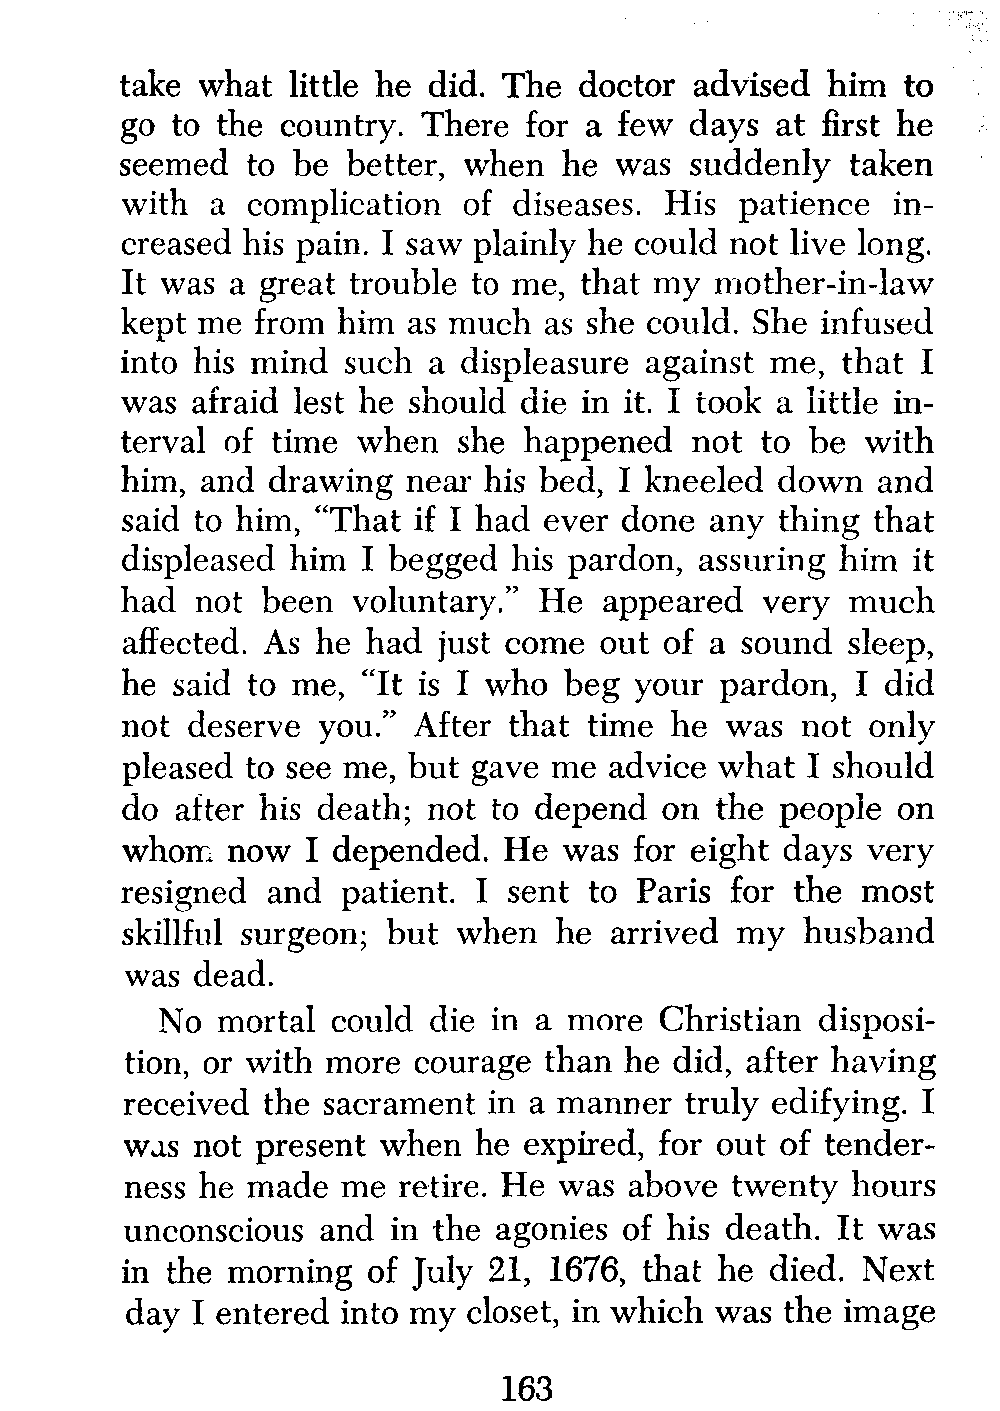 take what little he did. The doctor advised him to
go to the country. There for a few days at first he
seemed to be better, when he was suddenly taken
with a complication of diseases. His patience in-
creased his pain. I saw plainly he could not live long.
It was a great trouble to me, that my mother-in-law
kept me from him as much as she could. She infused
into his mind such a displeasure against me, that I
was afraid lest he should die in it. I took a little in-
terval of time when she happened not to be with
him, and drawing near his bed, I kneeled down and
said to him, “That if I had ever done any thing that
displeased him I begged his pardon, assuring him it
had not been voluntary.” He appeared very much
affected. As he had just come out of a sound sleep,
he said to me, “It is I who beg your pardon, I did
not deserve you.” After that time he was not only
pleased to see me, but gave me advice what I should
do after his death; not to depend on the people on
whom now I depended. He was for eight days very
resigned and patient. I sent to Paris for the most
skillful surgeon; but when he arrived my husband
was dead.
No mortal could die in a more Christian disposi-
tion, or with more courage than he did, after having
received the sacrament in a manner truly edifying. I
was not present when he expired, for out of tender-
ness he made me retire. He was above twenty hours
unconscious and in the agonies of his death. It was
in the morning of July 21, 1676, that he died. Next
day I entered into my closet, in which was the image
163